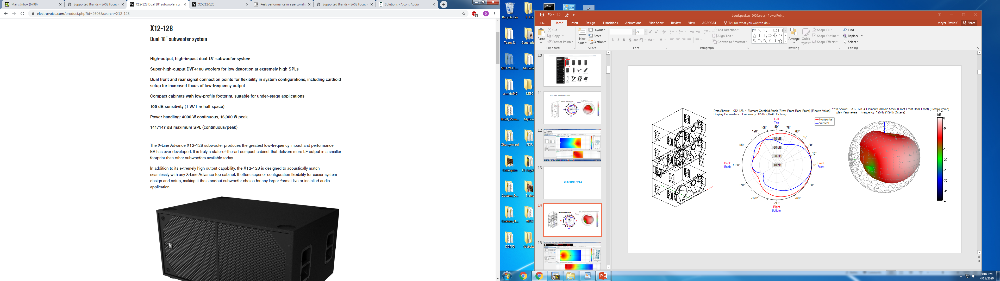 Mail :: Inbox (6798)
Supported Brands - EASE Focus
X12-128 Dual 18" subwoofer sys
X2-212/120
Peak performance in a personaliz
Supported Brands - EASE Focus
Solutions - Alcons Audio
electrovoice.com/product.php?id=2606&search=X12-128
D
X12-128
Dual 18" subwoofer system
High-output, high-impact dual 18" subwoofer system
Super-high-output DVF4180 woofers for low distortion at extremely high SPLs
Dual front and rear signal connection points for flexibility in system configurations, including cardioid
setup for increased focus of low-frequency output
Compact cabinets with low-profile footprint, suitable for under-stage applications
105 dB sensitivity (1 W/1 m half space)
Power handling: 4000 W continuous, 16,000 W peak
141/147 dB maximum SPL (continuous/peak)
The X-Line Advance X12-128 subwoofer produces the greatest low-frequency impact and performance
EV has ever developed. It is truly a state-of-the-art compact cabinet that delivers more LF output in a smaller
footprint than other subwoofers available today.
In addition to its extremely high output capability, the X12-128 is designed to acoustically match
seamlessly with any X-Line Advance top cabinet. It offers superior configuration flexibility for easier system
design and setup, making it the standout subwoofer choice for any larger-format live or installed audio
application.
Recycle Bin
F-117
Team 21
Generatio
$RECYCLE....
MediaSit
asmide340
MISC
Boldt_Mem...
MyBool
CherryAward
PDFs
Colloquim
T1-EagleP
Custom_D...
Trains
Custom_D...
VEPR
DDPP5
Website
Loudspeakers_2020.pptx - PowerPoint
File
Home
Insert
Design
Transitions
Animations
Slide Show
Review
View
ACROBAT
Tell me what you want to do...
Meyer, David G
Share
Paste
Cut
Copy
Format Painter
Clipboard
New
Slide
Layout
Reset
Section
Slides
24
B I U S abc AV Aa A
Font
Text Direction
Align Text
Convert to SmartArt
Paragraph
Arrange
Quick
Styles
Shape Fill
Shape Outline
Shape Effects
Drawing
Find
Replace
Select
Editing
10
11
12
13
Subwoofer Arrays
14
15
Data Shown: X12-128 4-Element Cardioid Stack (Front-Front-Rear-Front) (Electro-Voice)
Display Parameters: Frequency: 125Hz (1/24th Octave)
Horizontal
Vertical
Left
Top
90°
105°
75°
120°
60°
45°
150°
30°
15°
-10 dB
-20 dB
-30 dB
-40 dB
Back
Back
±180°
0°
Front
Front
-150°
-30°
-120°
-60°
-90°
Right
Bottom
Data Shown: X12-128 4-Element Cardioid Stack (Front-Front-Rear-Front) (Electro-Voice)
splay Parameters: Frequency: 125Hz (1/24th Octave)
Level
[dB]
0
-5
-10
-15
-20
-25
-30
-35
-40
5:16 PM
4/13/2020